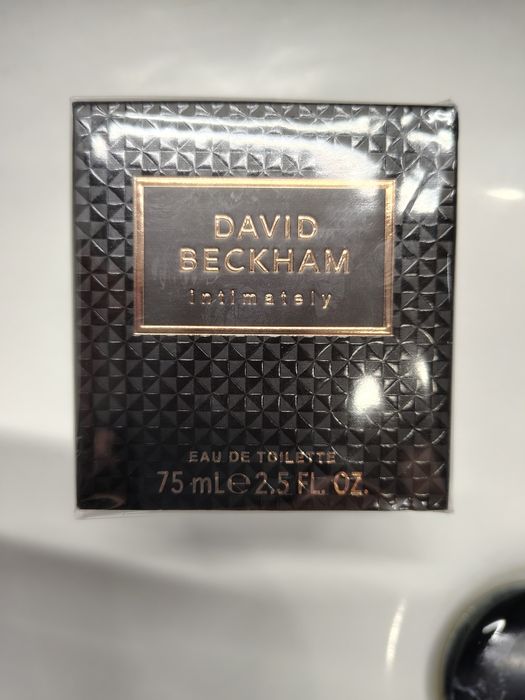 DAVID
BECKHAM
intimately
EAU DE TOILETTE
75 mL ℮ 2.5 FL. OZ.